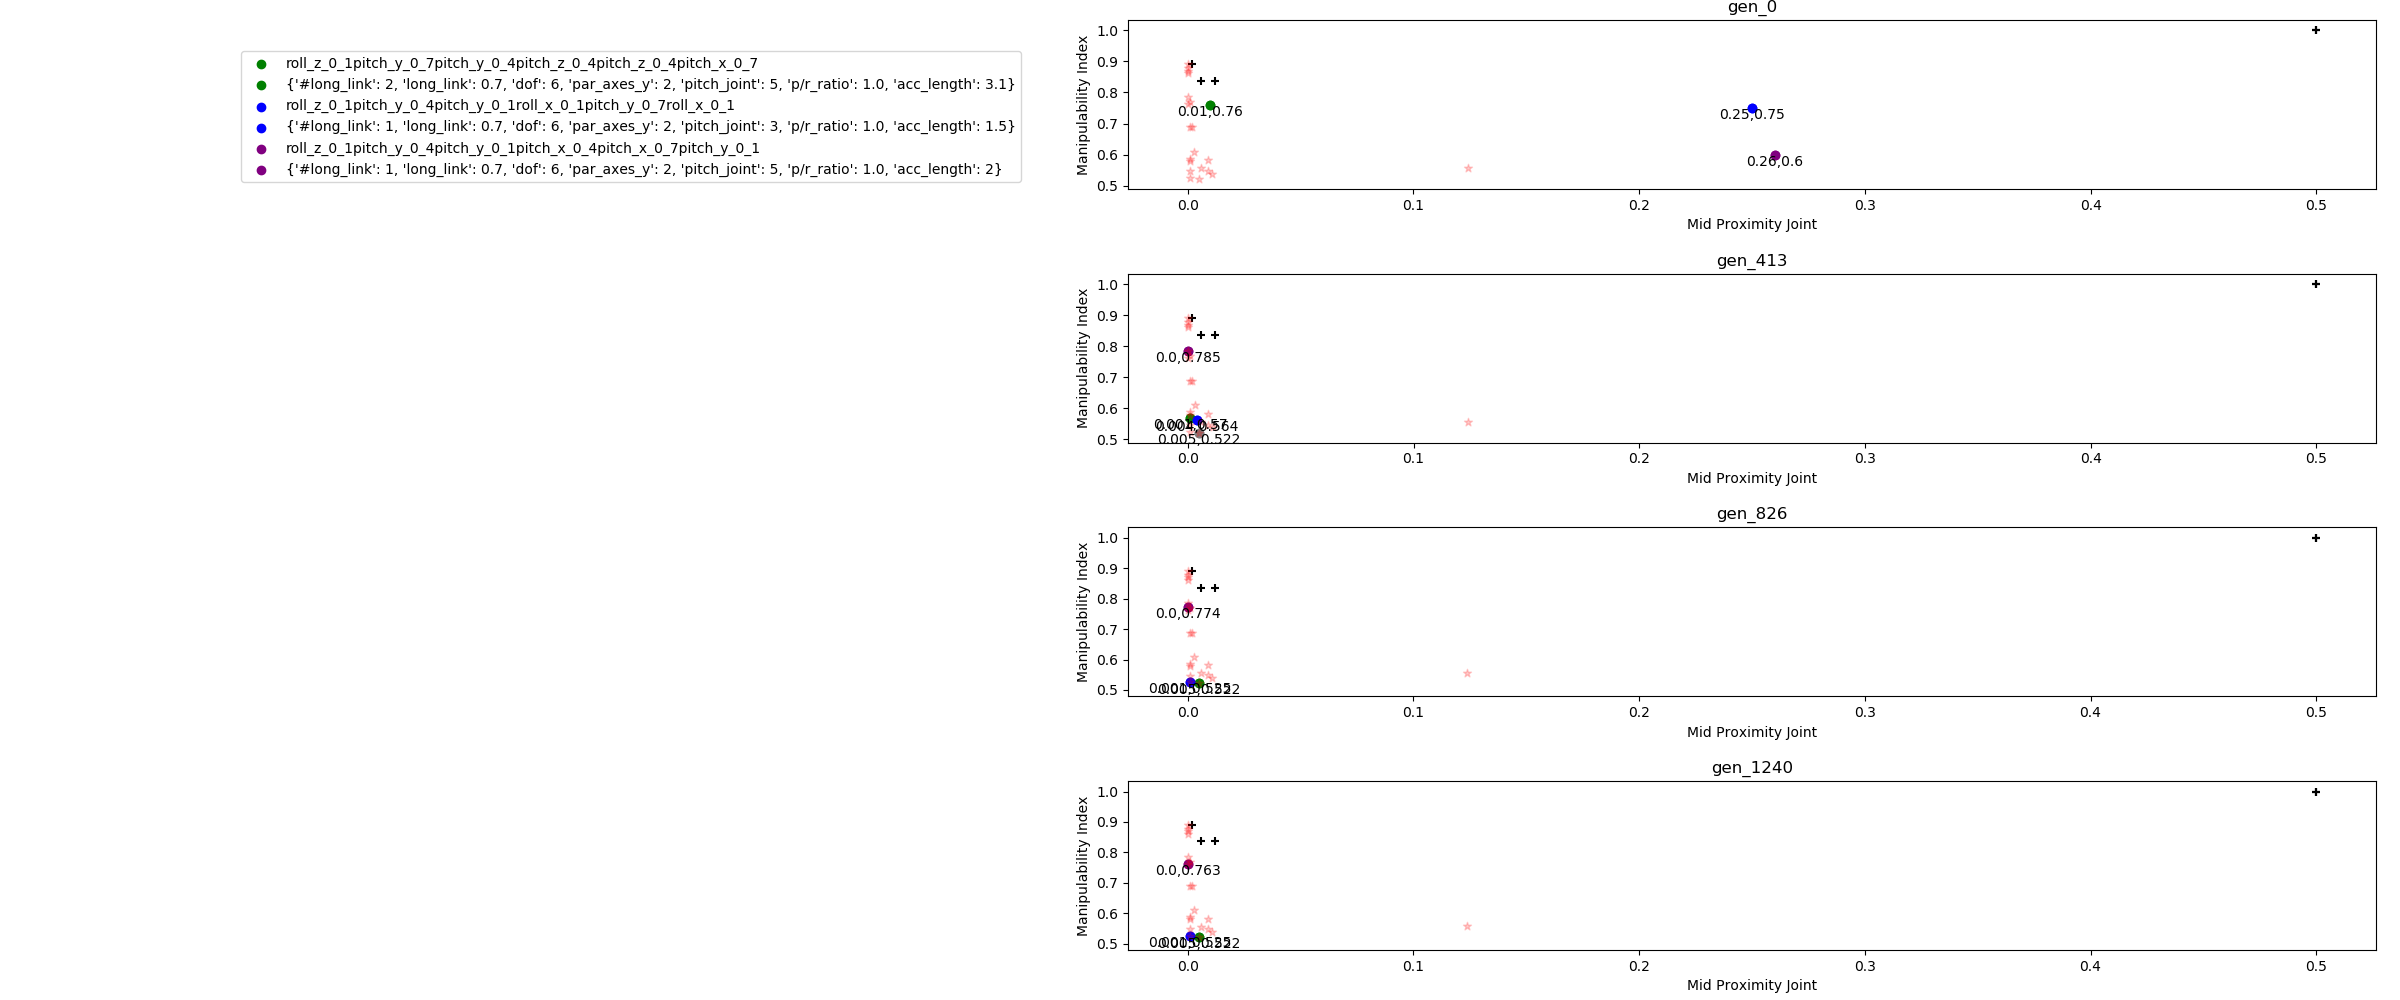 roll_z_0_1pitch_y_0_7pitch_y_0_4pitch_z_0_4pitch_z_0_4pitch_x_0_7
{'#long_link': 2, 'long_link': 0.7, 'dof': 6, 'par_axes_y': 2, 'pitch_joint': 5, 'p/r_ratio': 1.0, 'acc_length': 3.1}
roll_z_0_1pitch_y_0_4pitch_y_0_1roll_x_0_1pitch_y_0_7roll_x_0_1
{'#long_link': 1, 'long_link': 0.7, 'dof': 6, 'par_axes_y': 2, 'pitch_joint': 3, 'p/r_ratio': 1.0, 'acc_length': 1.5}
roll_z_0_1pitch_y_0_4pitch_y_0_1pitch_x_0_4pitch_x_0_7pitch_y_0_1
{'#long_link': 1, 'long_link': 0.7, 'dof': 6, 'par_axes_y': 2, 'pitch_joint': 5, 'p/r_ratio': 1.0, 'acc_length': 2}
gen_0
Manipulability Index
1.0
0.9
0.8
0.7
0.6
0.5
0.01,0.76
0.25,0.75
0.26,0.6
0.0 0.1 0.2 0.3 0.4 0.5
Mid Proximity Joint
gen_413
Manipulability Index
1.0
0.9
0.8
0.7
0.6
0.5
0.0,0.785
0.004,0.564
0.005,0.522
0.0 0.1 0.2 0.3 0.4 0.5
Mid Proximity Joint
gen_826
Manipulability Index
1.0
0.9
0.8
0.7
0.6
0.5
0.0,0.774
0.0 0.1 0.2 0.3 0.4 0.5
Mid Proximity Joint
gen_1240
Manipulability Index
1.0
0.9
0.8
0.7
0.6
0.5
0.0,0.763
0.0 0.1 0.2 0.3 0.4 0.5
Mid Proximity Joint